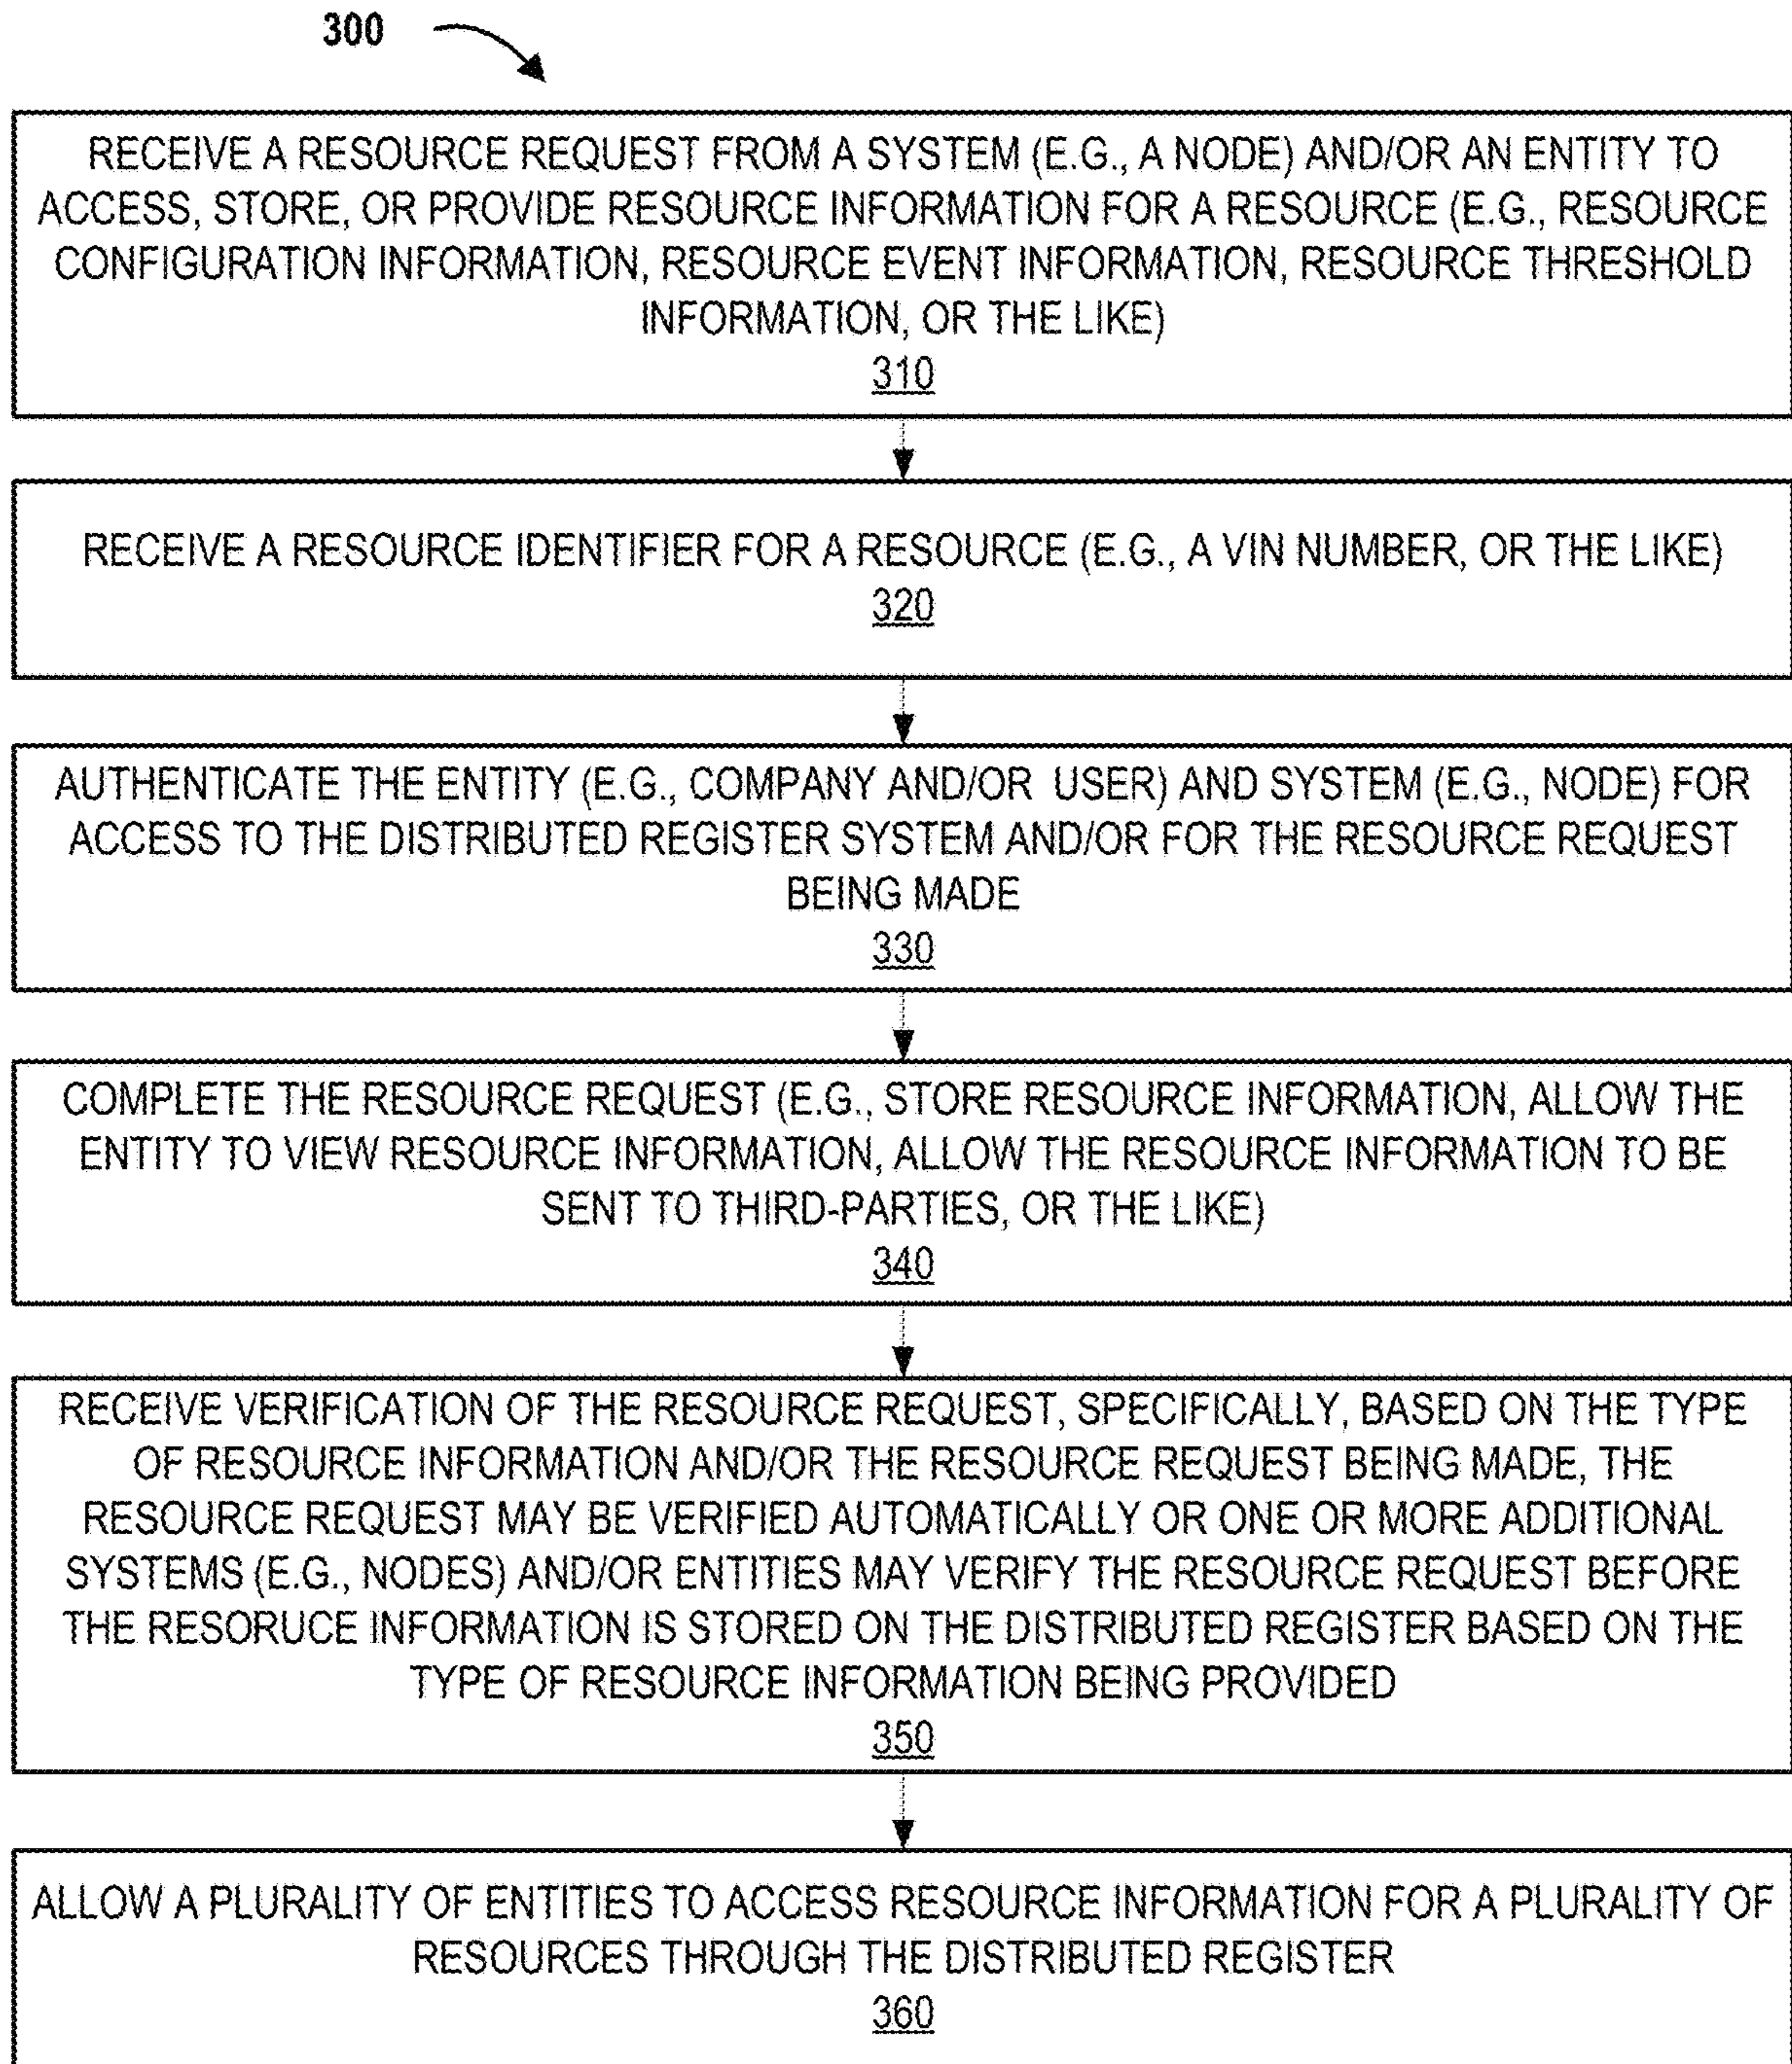 300
RECEIVE A RESOURCE REQUEST FROM A SYSTEM (E.G., A NODE) AND/OR AN ENTITY TO
ACCESS, STORE, OR PROVIDE RESOURCE INFORMATION FOR A RESOURCE (E.G., RESOURCE
CONFIGURATION INFORMATION, RESOURCE EVENT INFORMATION, RESOURCE THRESHOLD
INFORMATION, OR THE LIKE)
310
RECEIVE A RESOURCE IDENTIFIER FOR A RESOURCE (E.G., A VIN NUMBER, OR THE LIKE)
320
AUTHENTICATE THE ENTITY (E.G., COMPANY AND/OR USER) AND SYSTEM (E.G., NODE) FOR
ACCESS TO THE DISTRIBUTED REGISTER SYSTEM AND/OR FOR THE RESOURCE REQUEST
BEING MADE
330
COMPLETE THE RESOURCE REQUEST (E.G., STORE RESOURCE INFORMATION, ALLOW THE
ENTITY TO VIEW RESOURCE INFORMATION, ALLOW THE RESOURCE INFORMATION TO BE
SENT TO THIRD-PARTIES, OR THE LIKE)
340
RECEIVE VERIFICATION OF THE RESOURCE REQUEST, SPECIFICALLY, BASED ON THE TYPE
OF RESOURCE INFORMATION AND/OR THE RESOURCE REQUEST BEING MADE, THE
RESOURCE REQUEST MAY BE VERIFIED AUTOMATICALLY OR ONE OR MORE ADDITIONAL
SYSTEMS (E.G., NODES) AND/OR ENTITIES MAY VERIFY THE RESOURCE REQUEST BEFORE
THE RESORUCE INFORMATION IS STORED ON THE DISTRIBUTED REGISTER BASED ON THE
TYPE OF RESOURCE INFORMATION BEING PROVIDED
350
ALLOW A PLURALITY OF ENTITIES TO ACCESS RESOURCE INFORMATION FOR A PLURALITY OF
RESOURCES THROUGH THE DISTRIBUTED REGISTER
360